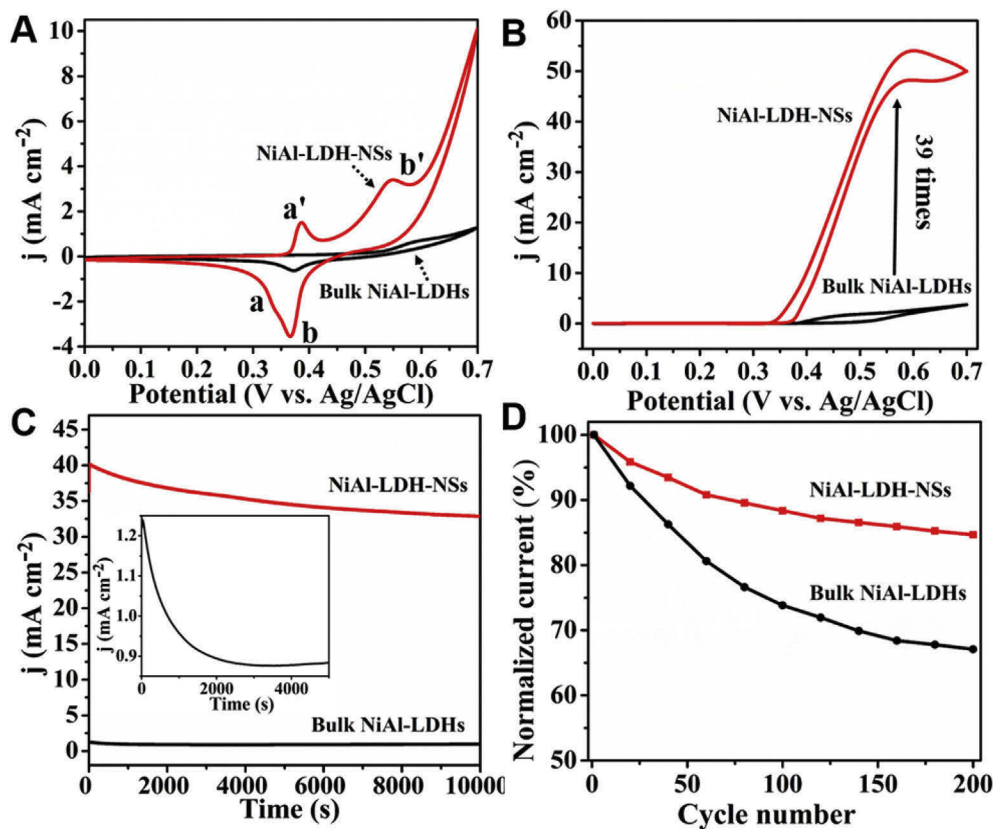 A
j (mA cm⁻²)
10
8
6
4
2
0
-2
-4
NiAl-LDH-NSs
a'
b'
a
b
Bulk NiAl-LDHs
0.0 0.1 0.2 0.3 0.4 0.5 0.6 0.7
Potential (V vs. Ag/AgCl)
B
j (mA cm⁻²)
60
50
40
30
20
10
0
NiAl-LDH-NSs
39 times
Bulk NiAl-LDHs
0.0 0.1 0.2 0.3 0.4 0.5 0.6 0.7
Potential (V vs. Ag/AgCl)
C
j (mA cm⁻²)
45
40
35
30
25
20
15
10
5
0
NiAl-LDH-NSs
j (mA cm⁻²)
1.2
1.1
1.0
0.9
0 2000 4000
Time (s)
Bulk NiAl-LDHs
0 2000 4000 6000 8000 10000
Time (s)
D
Normalized current (%)
100
90
80
70
60
50
NiAl-LDH-NSs
Bulk NiAl-LDHs
0 25 50 75 100 125 150 175 200
Cycle number